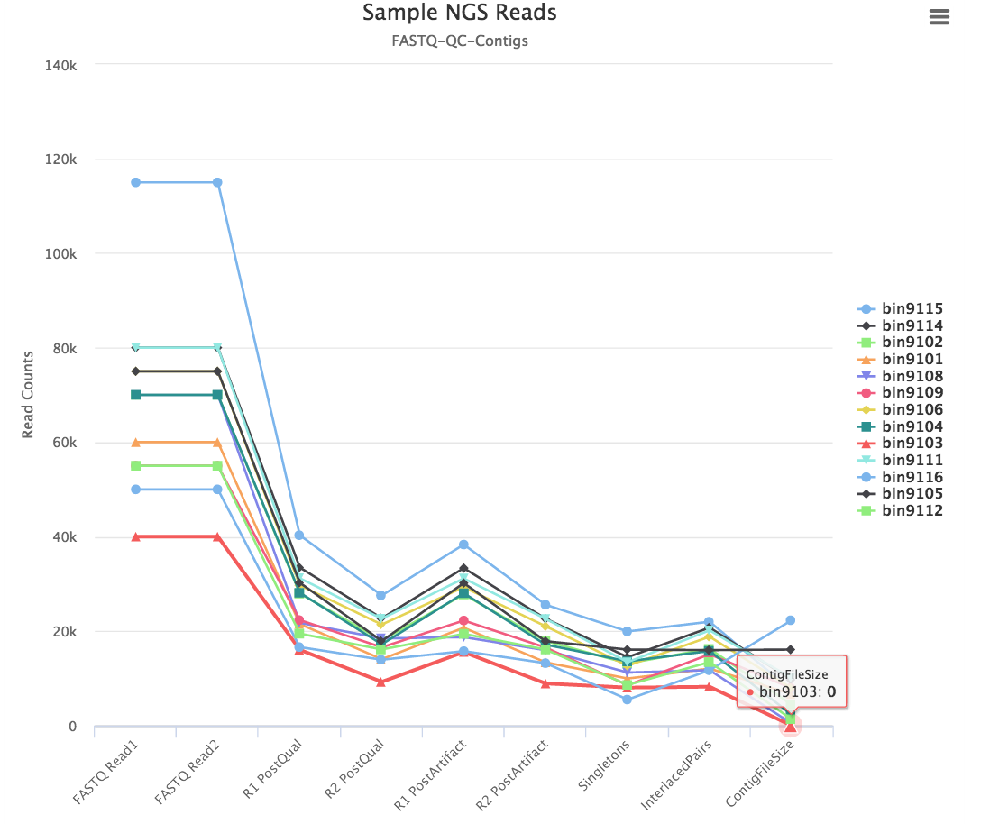 Sample NGS Reads
FASTQ-QC-Contigs
140k
120k
100k
80k
60k
40k
20k
0
Read Counts
FASTQ Read1
FASTQ Read2
R1 PostQual
R2 PostQual
R1 PostArtifact
R2 PostArtifact
Singletons
InterlacedPairs
ContigFileSize
ContigFileSize
bin9103: 0
bin9115
bin9114
bin9102
bin9101
bin9108
bin9109
bin9106
bin9104
bin9103
bin9111
bin9116
bin9105
bin9112